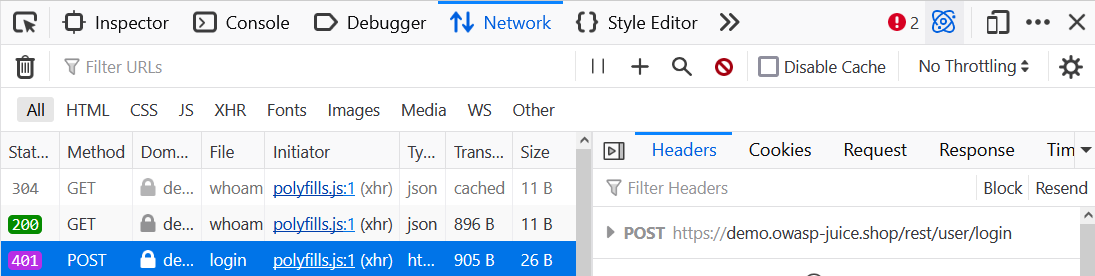 Inspector Console Debugger Network Style Editor 2
Filter URLs Disable Cache No Throttling
All HTML CSS JS XHR Fonts Images Media WS Other
Stat... Method Dom... File Initiator Ty... Trans... Size
304 GET de... whoam polyfills.js:1 (xhr) json cached 11 B
200 GET de... whoam polyfills.js:1 (xhr) json 896 B 11 B
401 POST de... login polyfills.js:1 (xhr) ht... 905 B 26 B
Headers Cookies Request Response Tim
Filter Headers Block Resend
POST https://demo.owasp-juice.shop/rest/user/login